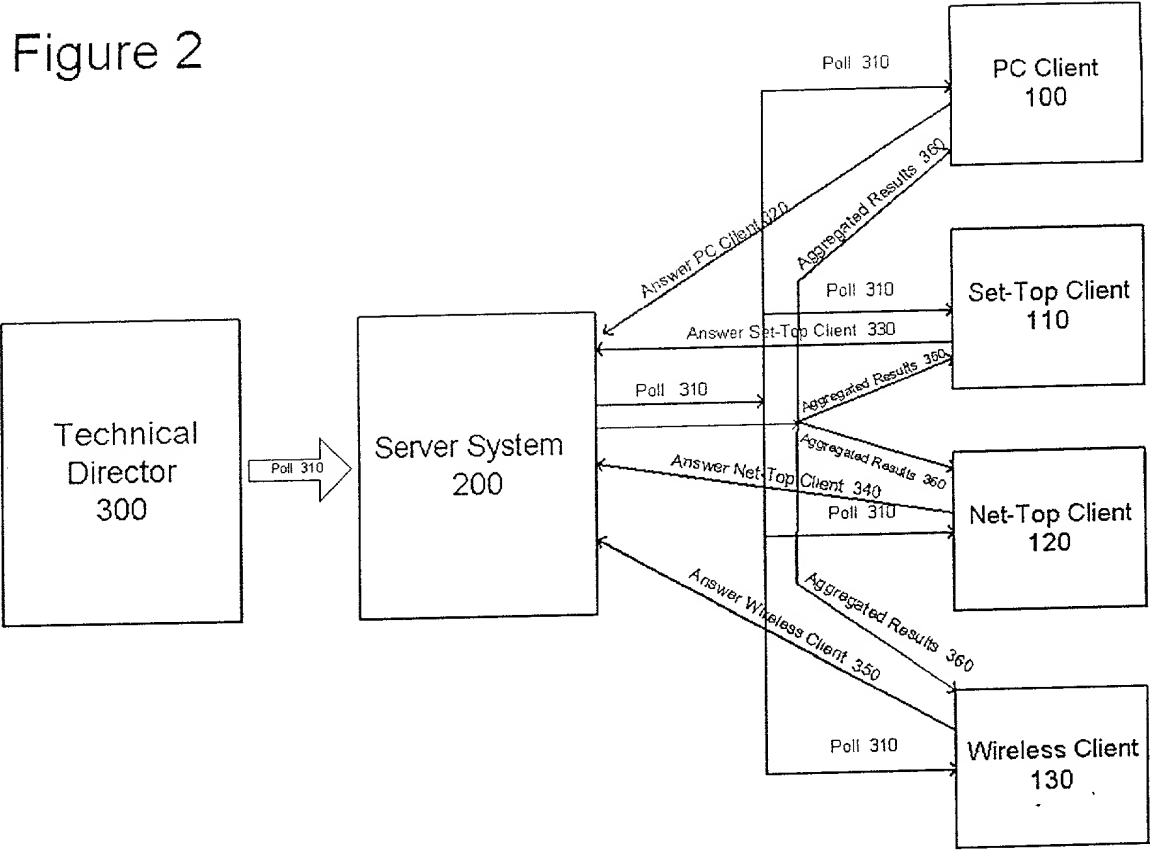 Figure 2
Poll 310
PC Client
100
Aggregated Results 360
Answer PC Client 320
Set-Top Client
110
Poll 310
Answer Set-Top Client 330
Aggregated Results 360
Poll 310
Technical
Director
300
Poll 310
Server System
200
Aggregated Results 360
Answer Net-Top Client 340
Poll 310
Net-Top Client
120
Answer Wireless Client 350
Aggregated Results 360
Poll 310
Wireless Client
130